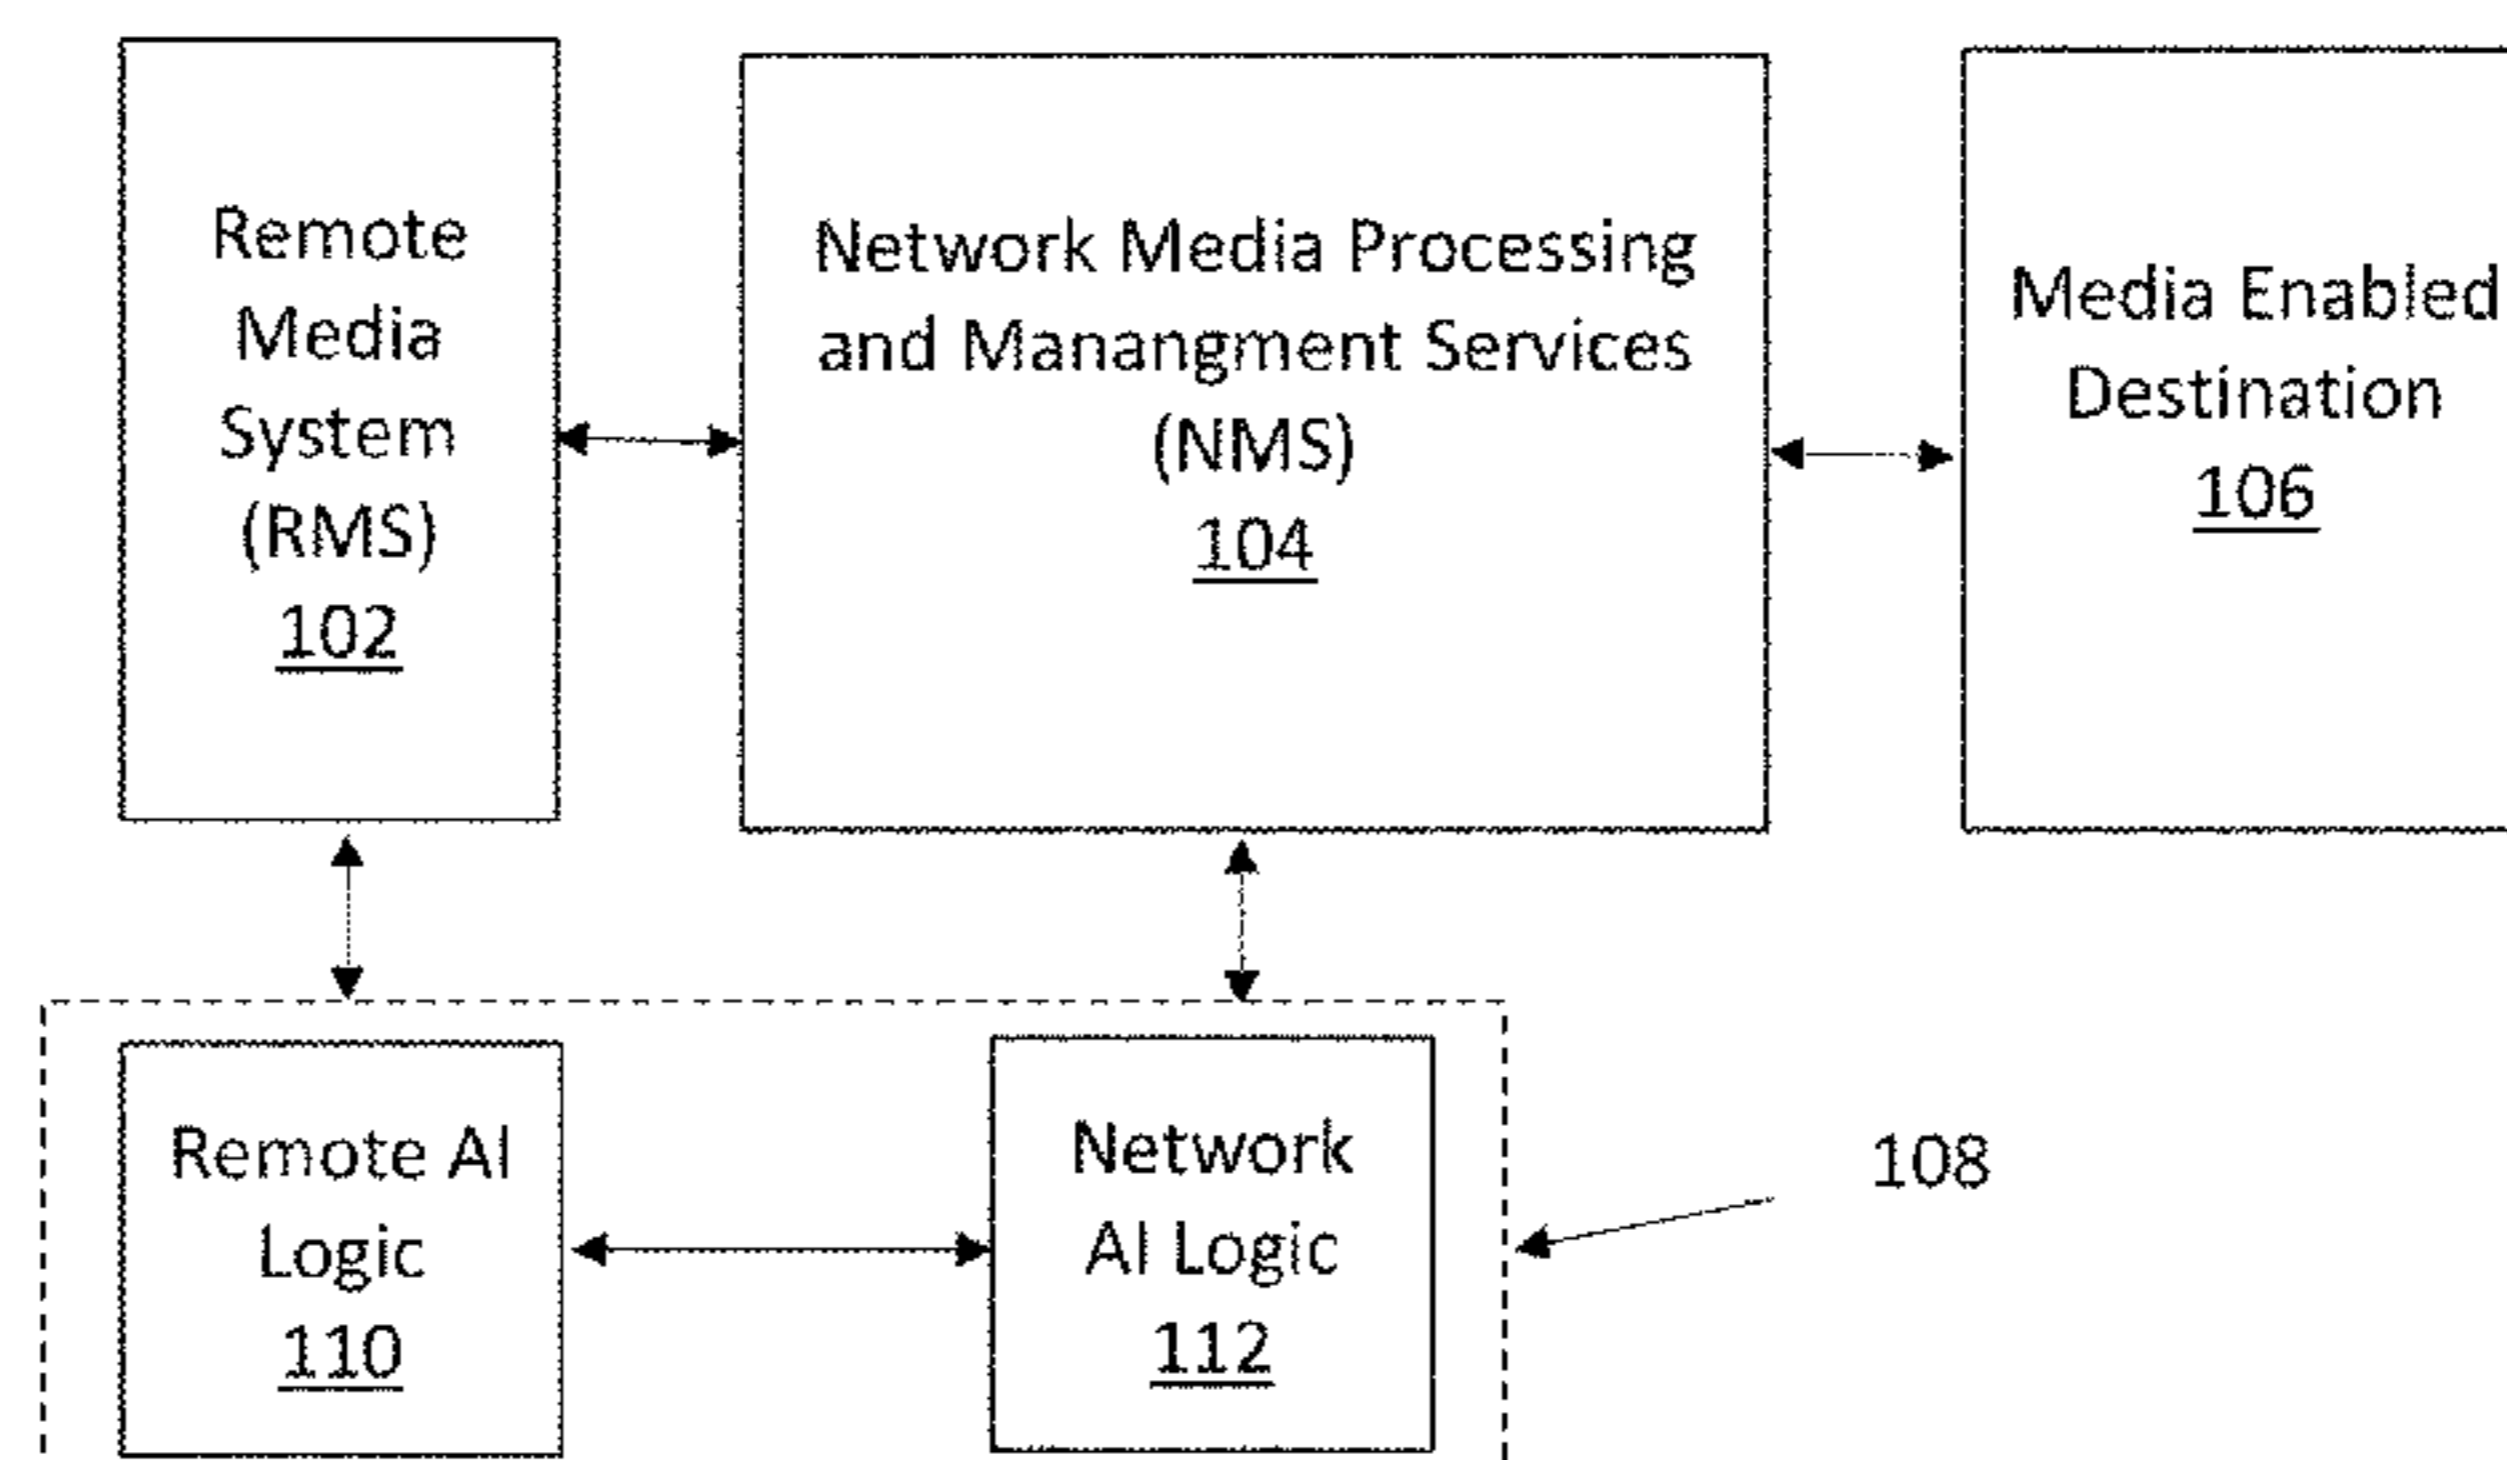 Remote
Media
System
(RMS)
102
Network Media Processing
and Manangment Services
(NMS)
104
Media Enabled
Destination
106
Remote AI
Logic
110
Network
AI Logic
112
108